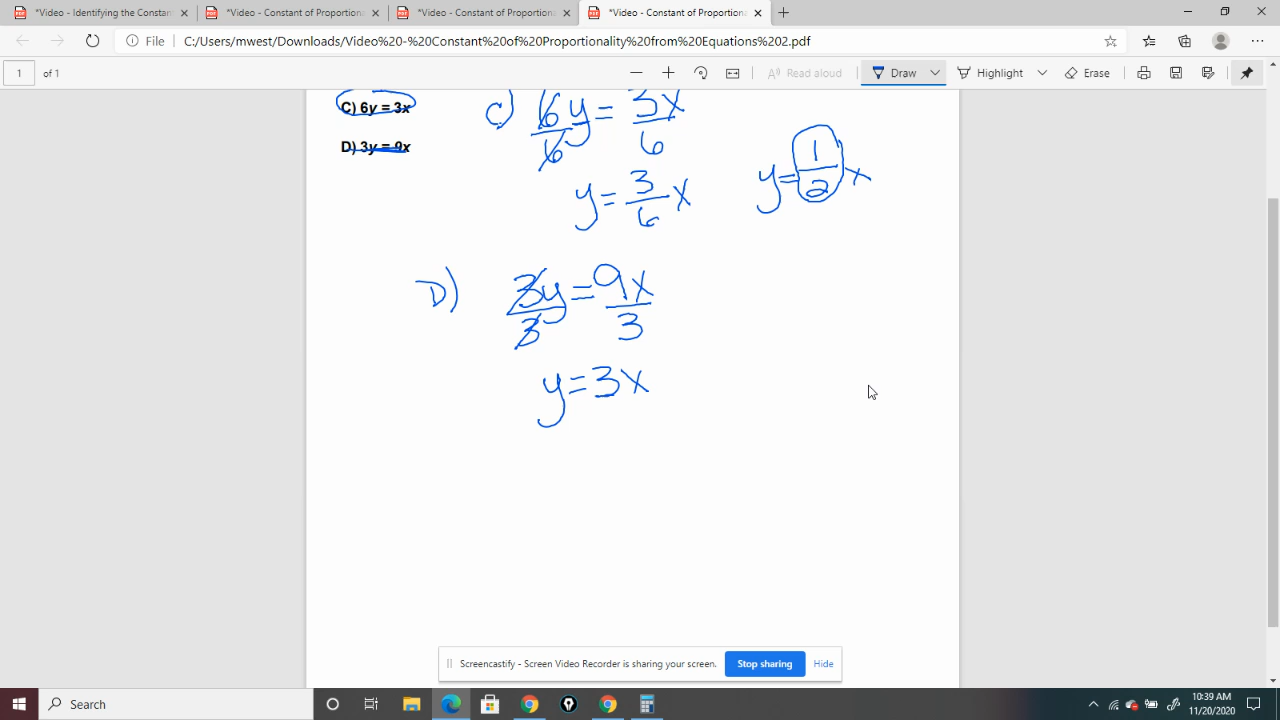 *Video - Identifying the Constan
*Video - Constant of Proportiona
*Video - Constant of Proportiona
*Video - Constant of Proportiona
File
C:/Users/mwest/Downloads/Video%20-%20Constant%20of%20Proportionality%20from%20Equations%202.pdf
1 of 1
Read aloud
Draw
Highlight
Erase
C) 6y = 3x
D) 3y = 9x
C) 6y = 3x
6 6
y = 3 x
6
y = 1 x
2
D) 3y = 9x
3 3
y = 3x
Screencastify - Screen Video Recorder is sharing your screen.
Stop sharing
Hide
Search
10:39 AM
11/20/2020